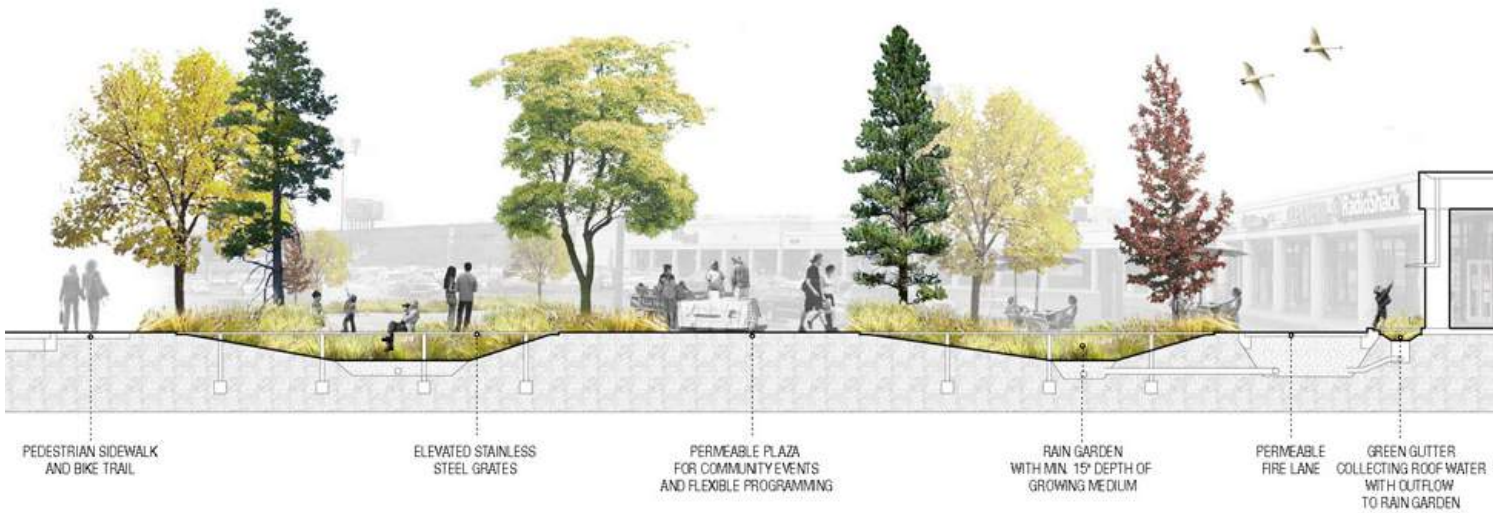 RadioShack
PEDESTRIAN SIDEWALK
AND BIKE TRAIL
ELEVATED STAINLESS
STEEL GRATES
PERMEABLE PLAZA
FOR COMMUNITY EVENTS
AND FLEXIBLE PROGRAMMING
RAIN GARDEN
WITH MIN. 15" DEPTH OF
GROWING MEDIUM
PERMEABLE
FIRE LANE
GREEN GUTTER
COLLECTING ROOF WATER
WITH OUTFLOW
TO RAIN GARDEN